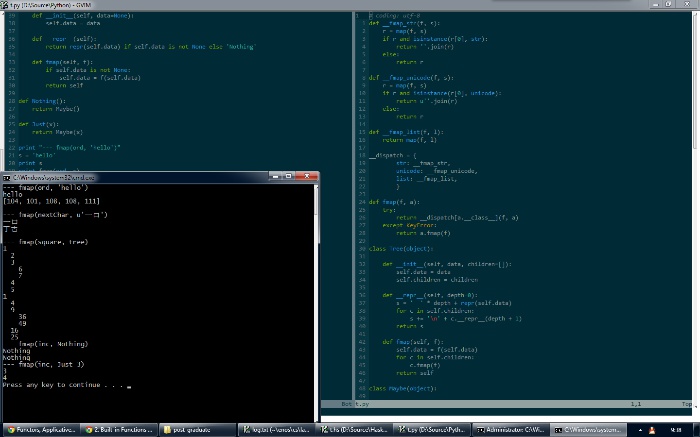 t.py (D:\Source\Python) - GVIM
def __init__(self, data=None):
self.data = data
def __repr__(self):
return repr(self.data) if self.data is not None else 'Nothing'
def fmap(self, f):
if self.data is not None:
self.data = f(self.data)
return self
def Nothing():
return Maybe()
def Just(x):
return Maybe(x)
print "--- fmap(ord, 'hello')"
s = 'hello'
print s
C:\Windows\system32\cmd.exe
--- fmap(ord, 'hello')
hello
[104, 101, 108, 108, 111]
--- fmap(nextChar, u'一口')
一口
丁古
fmap(square, tree)
1
2
3
6
7
4
5
1
4
9
36
49
16
25
fmap(inc, Nothing)
Nothing
Nothing
--- fmap(inc, Just 3)
3
4
Press any key to continue . . .
# coding: utf-8
def __fmap_str(f, s):
r = map(f, s)
if r and isinstance(r[0], str):
return ''.join(r)
else:
return r
def __fmap_unicode(f, s):
r = map(f, s)
if r and isinstance(r[0], unicode):
return u''.join(r)
else:
return r
def __fmap_list(f, l):
return map(f, l)
__dispatch = {
str: __fmap_str,
unicode: __fmap_unicode,
list: __fmap_list,
}
def fmap(f, a):
try:
return __dispatch[a.__class__](f, a)
except KeyError:
return a.fmap(f)
class Tree(object):
def __init__(self, data, children=[]):
self.data = data
self.children = children
def __repr__(self, depth=0):
s = ' ' * depth + repr(self.data)
for c in self.children:
s += '\n' + c.__repr__(depth + 1)
return s
def fmap(self, f):
self.data = f(self.data)
for c in self.children:
c.fmap(f)
return self
class Maybe(object):
Bot t.py 1,1 Top
Functors, Applicative... 2. Built-in Functions ... post_graduate log.txt t.hs (D:\Source\Hask... t.py (D:\Source\Pyth... Administrator: C:\Wi... C:\Windows\system...